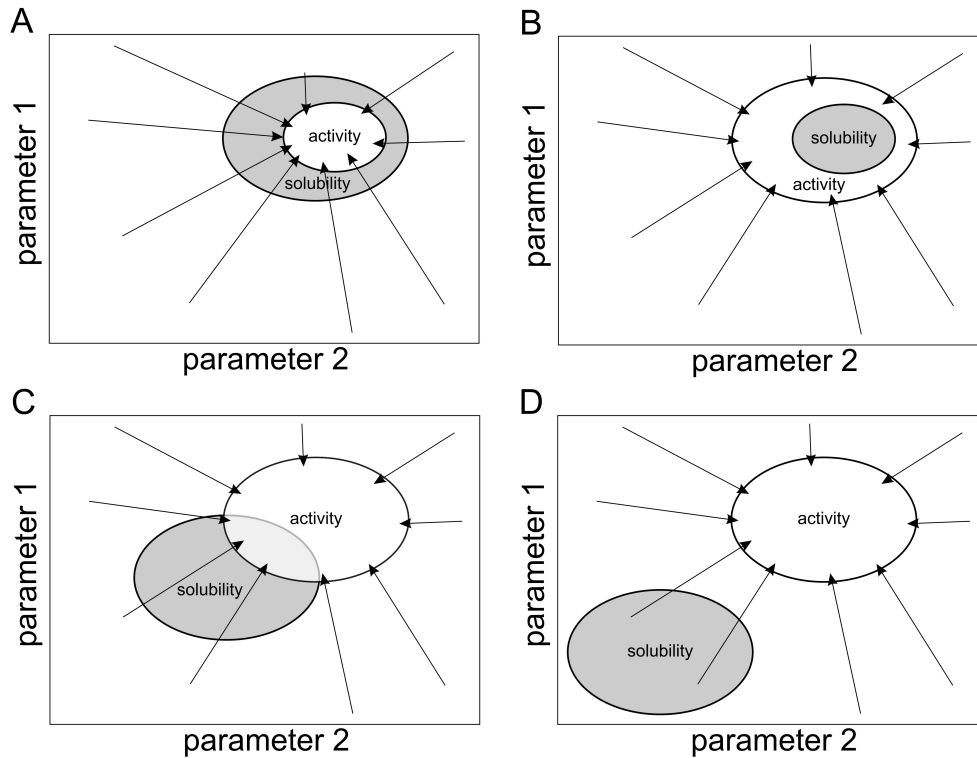 A
B
parameter 1
activity
solubility
parameter 2
parameter 1
solubility
activity
parameter 2
C
D
parameter 1
activity
solubility
parameter 2
parameter 1
activity
solubility
parameter 2